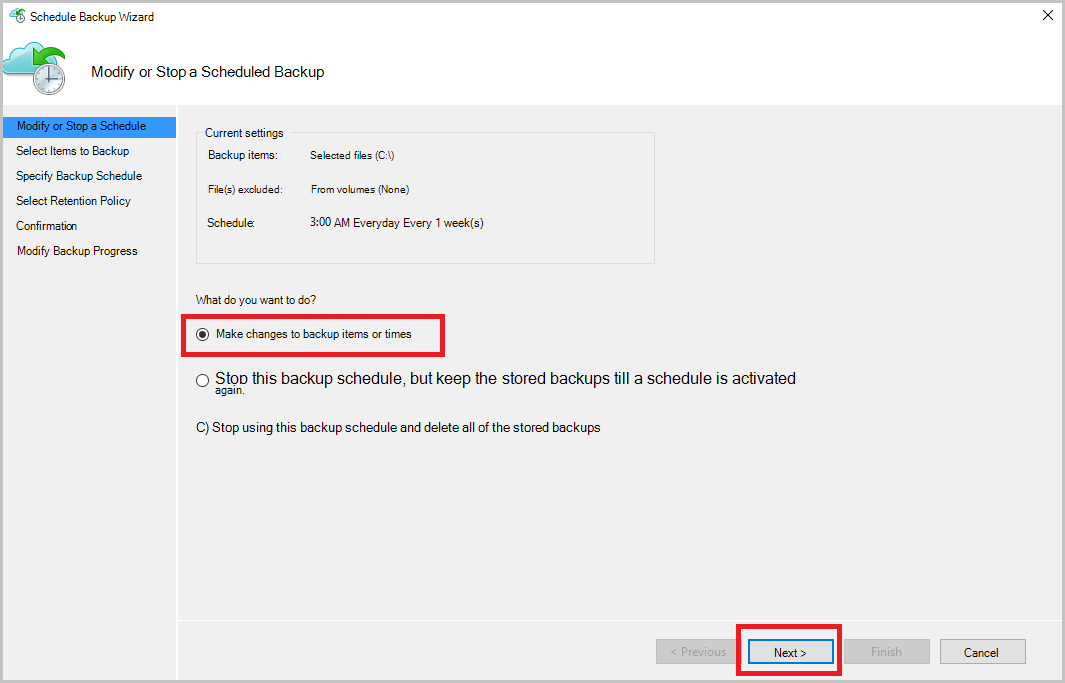 Schedule Backup Wizard
Modify or Stop a Scheduled Backup
Modify or Stop a Schedule
Select Items to Backup
Specify Backup Schedule
Select Retention Policy
Confirmation
Modify Backup Progress
Current settings
Backup items: Selected files (C:\)
File(s) excluded: From volumes (None)
Schedule: 3:00 AM Everyday Every 1 week(s)
What do you want to do?
Make changes to backup items or times
Stop this backup schedule, but keep the stored backups till a schedule is activated
again.
C) Stop using this backup schedule and delete all of the stored backups
< Previous Next > Finish Cancel